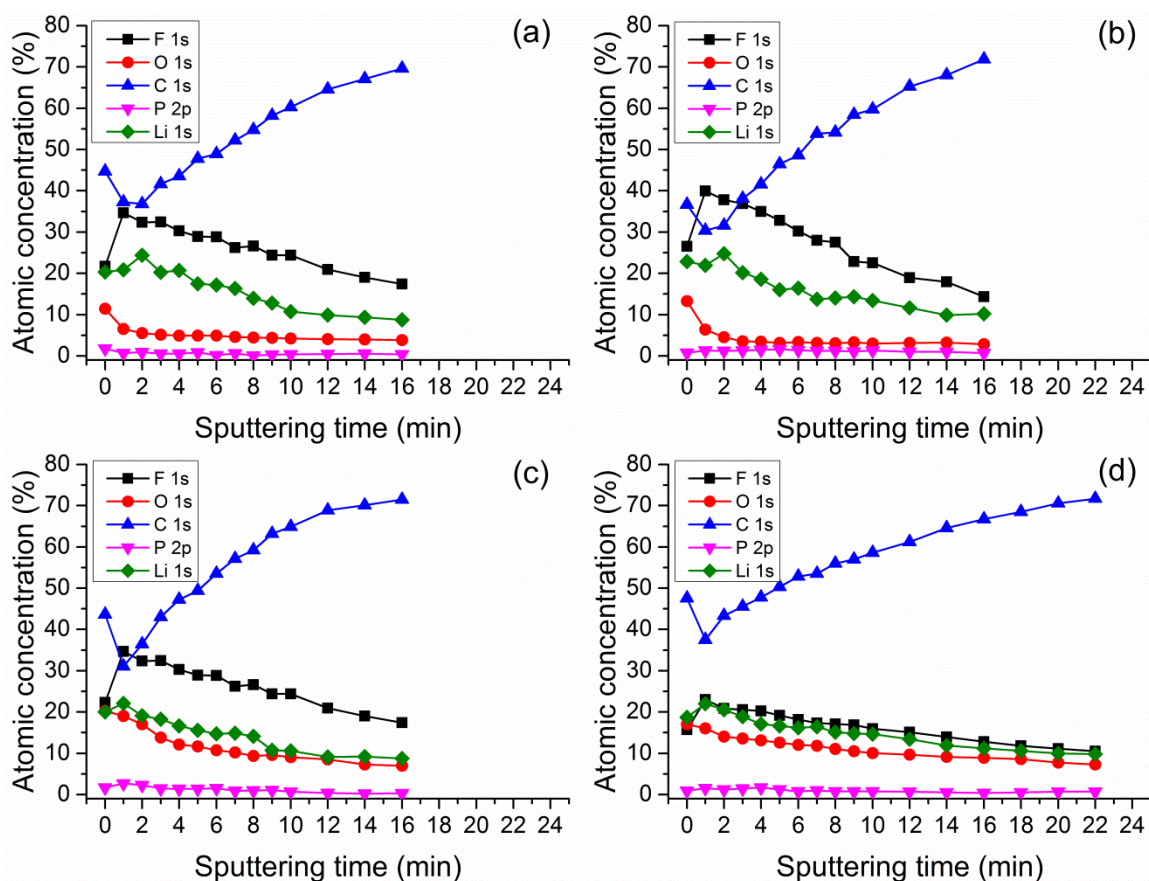 (a)
F 1s
O 1s
C 1s
P 2p
Li 1s
80
70
60
50
40
30
20
10
0
Atomic concentration (%)
0 2 4 6 8 10 12 14 16 18 20 22 24
Sputtering time (min)
(b)
F 1s
O 1s
C 1s
P 2p
Li 1s
80
70
60
50
40
30
20
10
0
Atomic concentration (%)
0 2 4 6 8 10 12 14 16 18 20 22 24
Sputtering time (min)
(c)
F 1s
O 1s
C 1s
P 2p
Li 1s
80
70
60
50
40
30
20
10
0
Atomic concentration (%)
0 2 4 6 8 10 12 14 16 18 20 22 24
Sputtering time (min)
(d)
F 1s
O 1s
C 1s
P 2p
Li 1s
80
70
60
50
40
30
20
10
0
Atomic concentration (%)
0 2 4 6 8 10 12 14 16 18 20 22 24
Sputtering time (min)